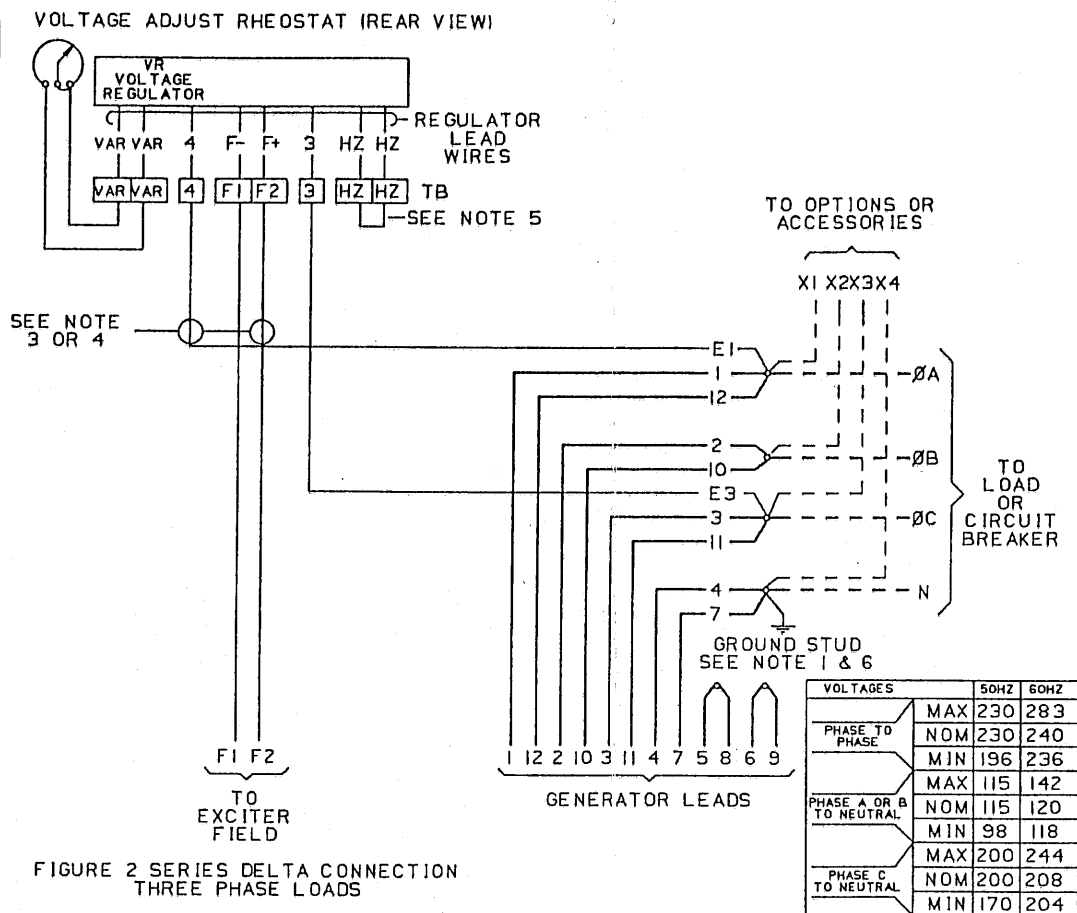 VOLTAGE ADJUST RHEOSTAT (REAR VIEW)
VR
VOLTAGE
REGULATOR
REGULATOR
LEAD
WIRES
VAR VAR 4 F- F+ 3 HZ HZ
VAR VAR 4 F1 F2 3 HZ HZ TB
SEE NOTE 5
TO OPTIONS OR
ACCESSORIES
X1 X2 X3 X4
SEE NOTE
3 OR 4
E1
1
ØA
12
2
10
ØB
E3
3
ØC
11
4
N
7
TO
LOAD
OR
CIRCUIT
BREAKER
GROUND STUD
SEE NOTE 1 & 6
F1 F2
TO
EXCITER
FIELD
1 12 2 10 3 11 4 7 5 8 6 9
GENERATOR LEADS
VOLTAGES 50HZ 60HZ
PHASE TO
PHASE
MAX 230 283
NOM 230 240
MIN 196 236
PHASE A OR B
TO NEUTRAL
MAX 115 142
NOM 115 120
MIN 98 118
PHASE C
TO NEUTRAL
MAX 200 244
NOM 200 208
MIN 170 204
FIGURE 2 SERIES DELTA CONNECTION
THREE PHASE LOADS